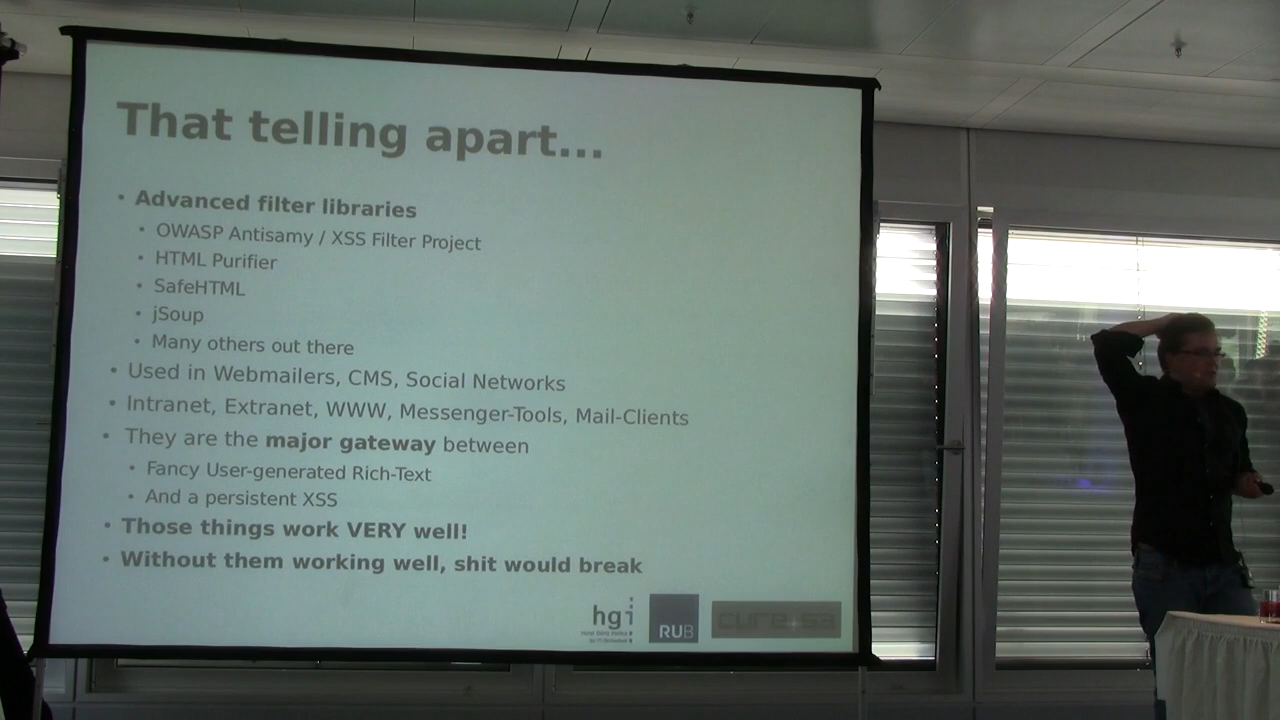 That telling apart...
• Advanced filter libraries
• OWASP Antisamy / XSS Filter Project
• HTML Purifier
• SafeHTML
• jSoup
• Many others out there
• Used in Webmailers, CMS, Social Networks
• Intranet, Extranet, WWW, Messenger-Tools, Mail-Clients
• They are the major gateway between
• Fancy User-generated Rich-Text
• And a persistent XSS
• Those things work VERY well!
• Without them working well, shit would break
hgi
RUB